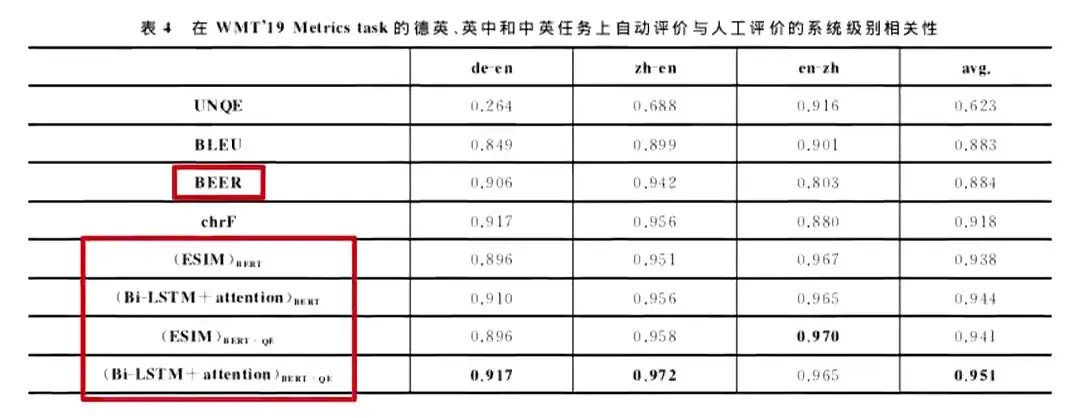 表 4 在 WMT'19 Metrics task 的德英、英中和中英任务上自动评价与人工评价的系统级别相关性
de-en zh-en en-zh avg.
UNQE 0.264 0.688 0.916 0.623
BLEU 0.849 0.899 0.901 0.883
BEER 0.906 0.942 0.803 0.884
chrF 0.917 0.956 0.880 0.918
(ESIM)BERT 0.896 0.951 0.967 0.938
(Bi-LSTM+attention)BERT 0.910 0.956 0.965 0.944
(ESIM)BERT-QE 0.896 0.958 0.970 0.941
(Bi-LSTM+attention)BERT-QE 0.917 0.972 0.965 0.951